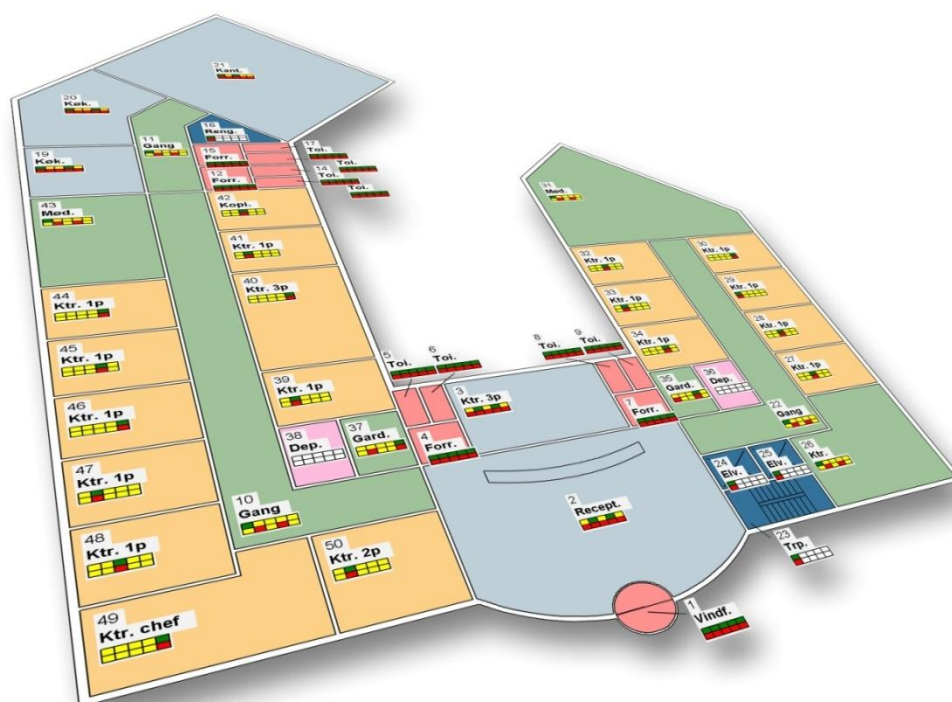 21
Kant.
20
Køk.
19
Køk.
11
Gang
18
Reng.
15
Forr.
12
Forr.
17
Toi.
Toi.
14
Toi.
Toi.
43
Mød.
42
Kopi.
41
Ktr. 1p
40
Ktr. 3p
44
Ktr. 1p
45
Ktr. 1p
46
Ktr. 1p
47
Ktr. 1p
48
Ktr. 1p
49
Ktr. chef
50
Ktr. 2p
39
Ktr. 1p
38
Dep.
37
Gard.
10
Gang
5
Toi.
6
Toi.
4
Forr.
3
Ktr. 3p
2
Recept.
1
Vindf.
8
Toi.
9
Toi.
7
Forr.
31
Mød.
32
Ktr. 1p
33
Ktr. 1p
34
Ktr. 1p
30
Ktr. 1p
29
Ktr. 1p
28
Ktr. 1p
27
Ktr. 1p
35
Gard.
36
Dep.
22
Gang
24
Elv.
25
Elv.
26
Ktr.
23
Trp.